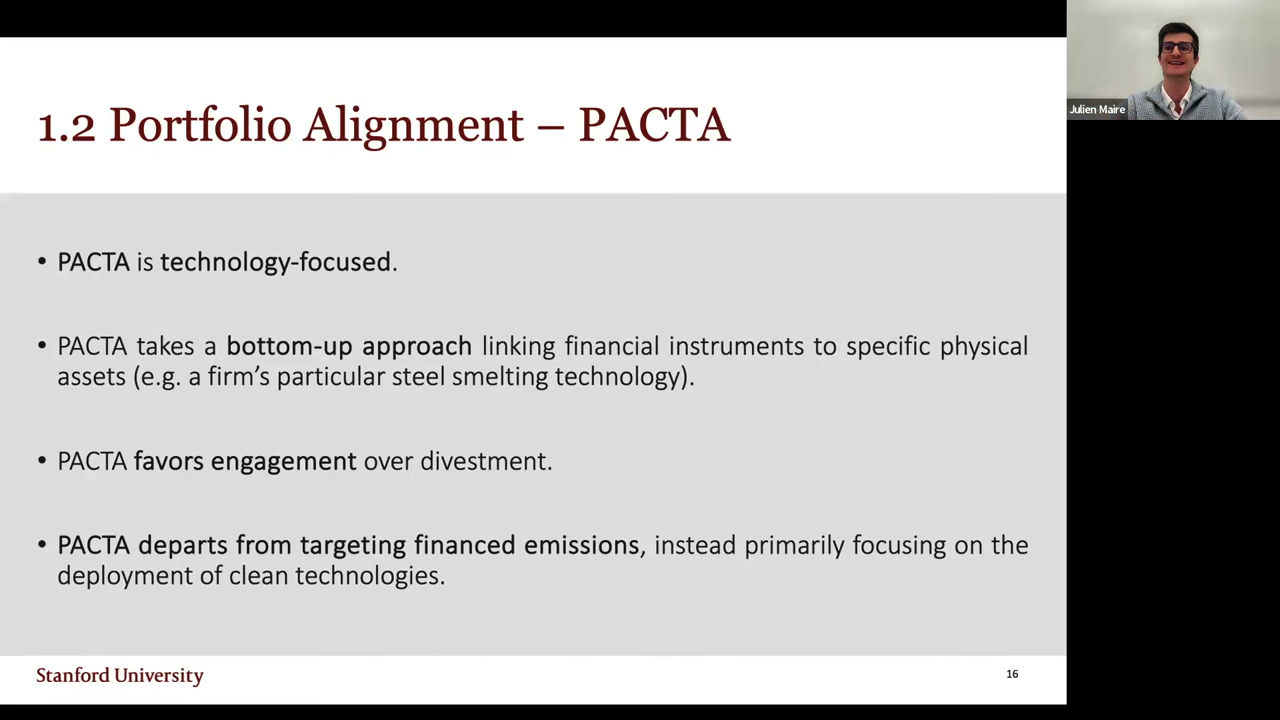 1.2 Portfolio Alignment – PACTA
Julien Maire
• PACTA is technology-focused.
• PACTA takes a bottom-up approach linking financial instruments to specific physical
assets (e.g. a firm’s particular steel smelting technology).
• PACTA favors engagement over divestment.
• PACTA departs from targeting financed emissions, instead primarily focusing on the
deployment of clean technologies.
Stanford University
16